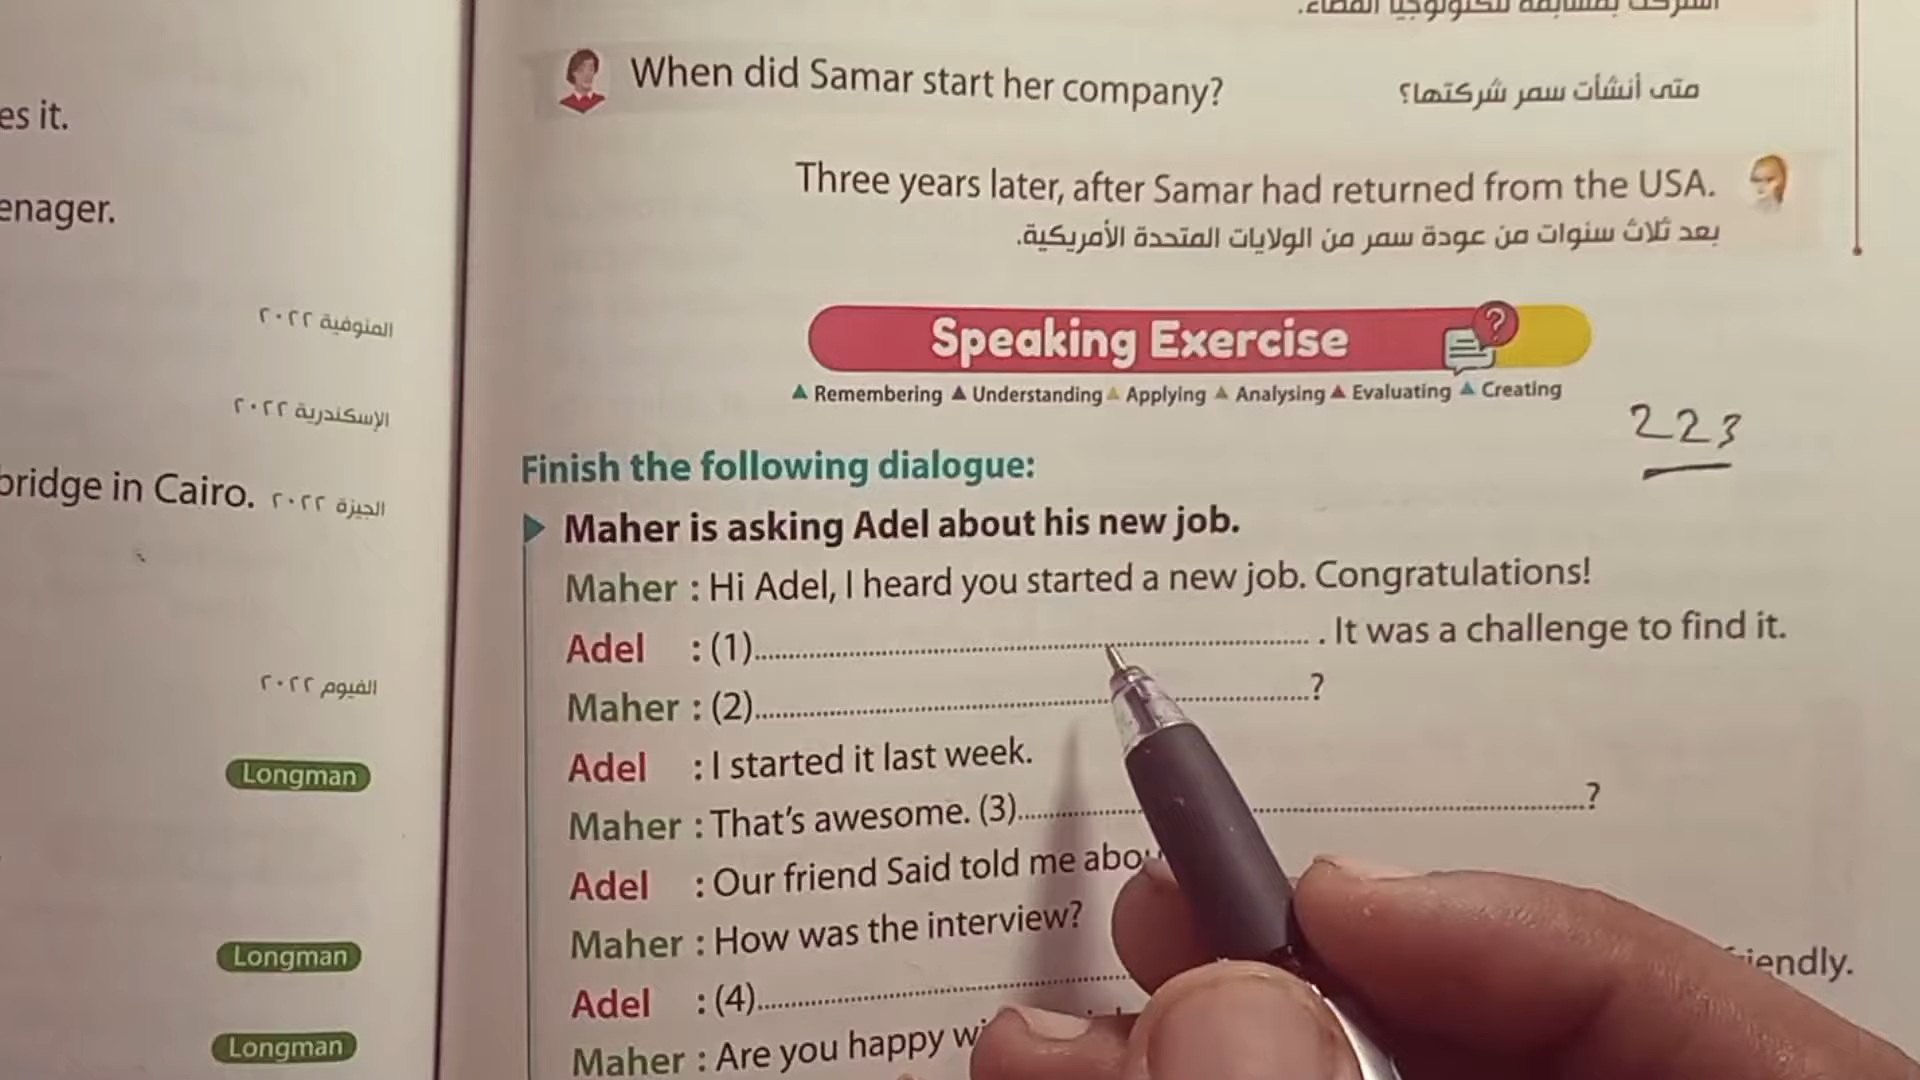 es it.
enager.
المنوفية ٢٠٢٢
الإسكندرية ٢٠٢٢
bridge in Cairo. الجيزة ٢٠٢٢
الفيوم ٢٠٢٢
Longman
Longman
Longman
When did Samar start her company? متى أنشأت سمر شركتها؟
Three years later, after Samar had returned from the USA.
بعد ثلاث سنوات من عودة سمر من الولايات المتحدة الأمريكية.
Speaking Exercise
Remembering Understanding Applying Analysing Evaluating Creating
223
Finish the following dialogue:
Maher is asking Adel about his new job.
Maher : Hi Adel, I heard you started a new job. Congratulations!
Adel : (1).................... . It was a challenge to find it.
Maher : (2)....................?
Adel : I started it last week.
Maher : That's awesome. (3)....................?
Adel : Our friend Said told me
Maher : How was the interview?
Adel : (4).................... iendly.
Maher : Are you happy